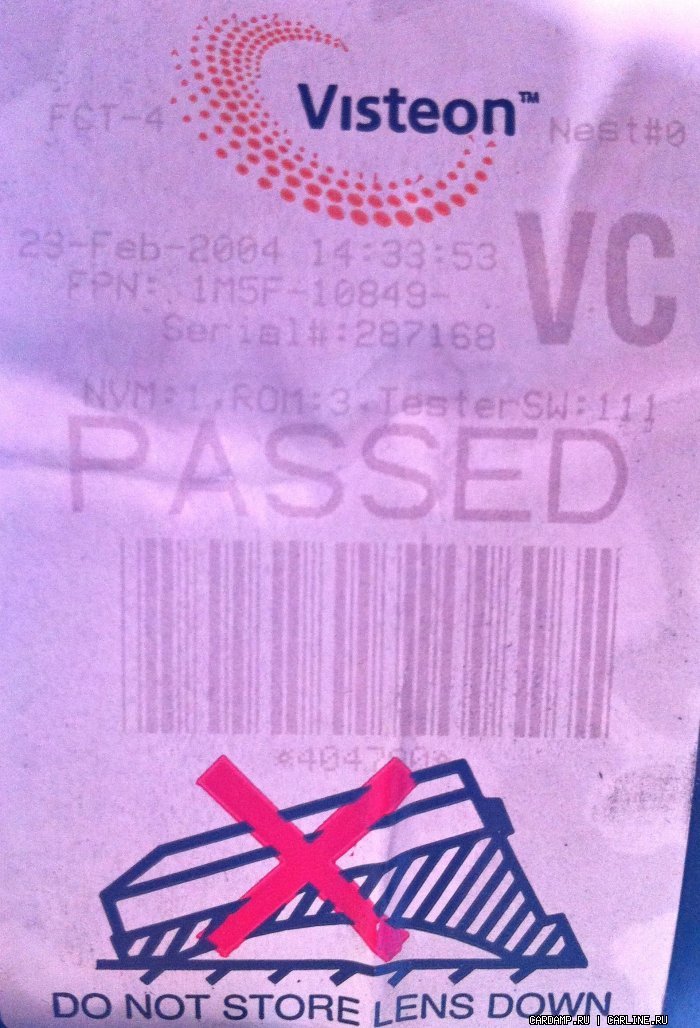 Visteon™
FCT-4 Nest#0
VC
23-Feb-2004 14:33:53
FPN: 1M5F-10849-
Serial#:287168
NVM:1,ROM:3,TesterSW:111
PASSED
DO NOT STORE LENS DOWN
CARDAMP.RU | CARLINE.RU